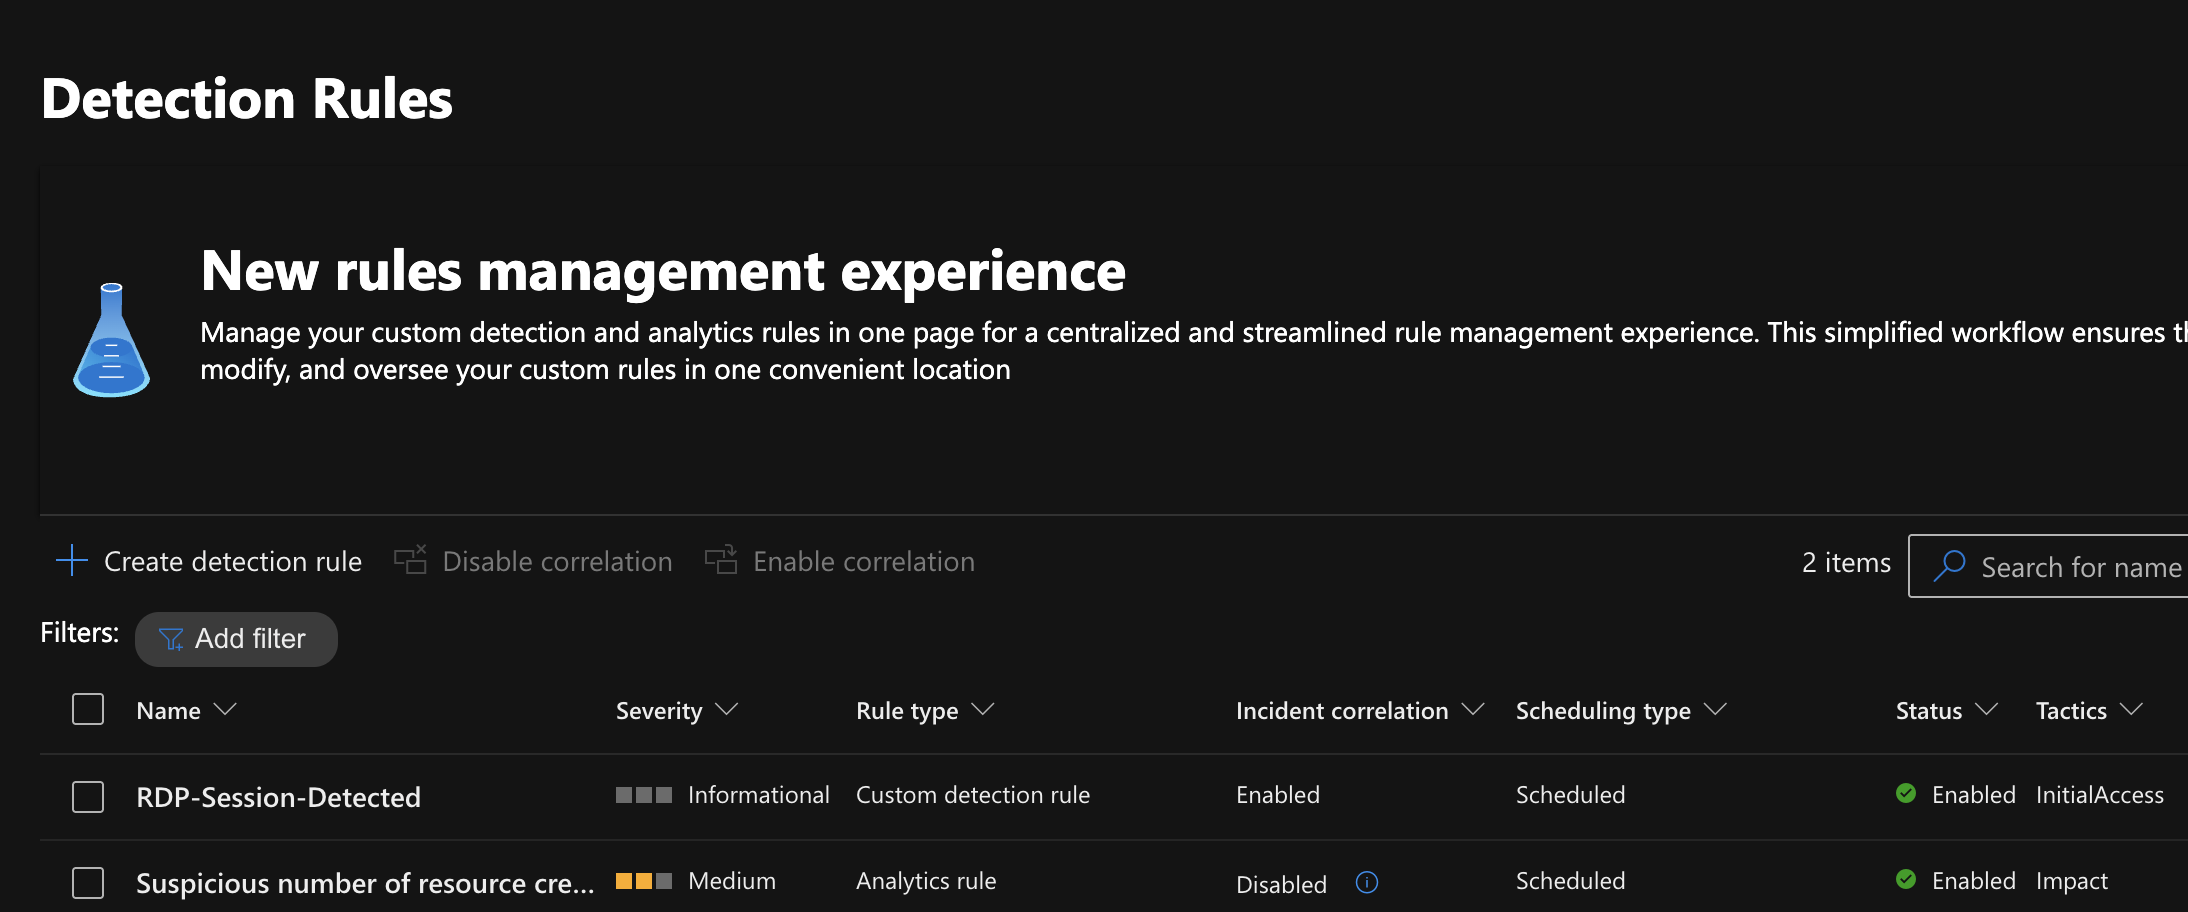 Detection Rules
New rules management experience
Manage your custom detection and analytics rules in one page for a centralized and streamlined rule management experience. This simplified workflow ensures
modify, and oversee your custom rules in one convenient location
Create detection rule Disable correlation Enable correlation 2 items Search for name
Filters: Add filter
Name Severity Rule type Incident correlation Scheduling type Status Tactics
RDP-Session-Detected Informational Custom detection rule Enabled Scheduled Enabled InitialAccess
Suspicious number of resource cre... Medium Analytics rule Disabled Scheduled Enabled Impact